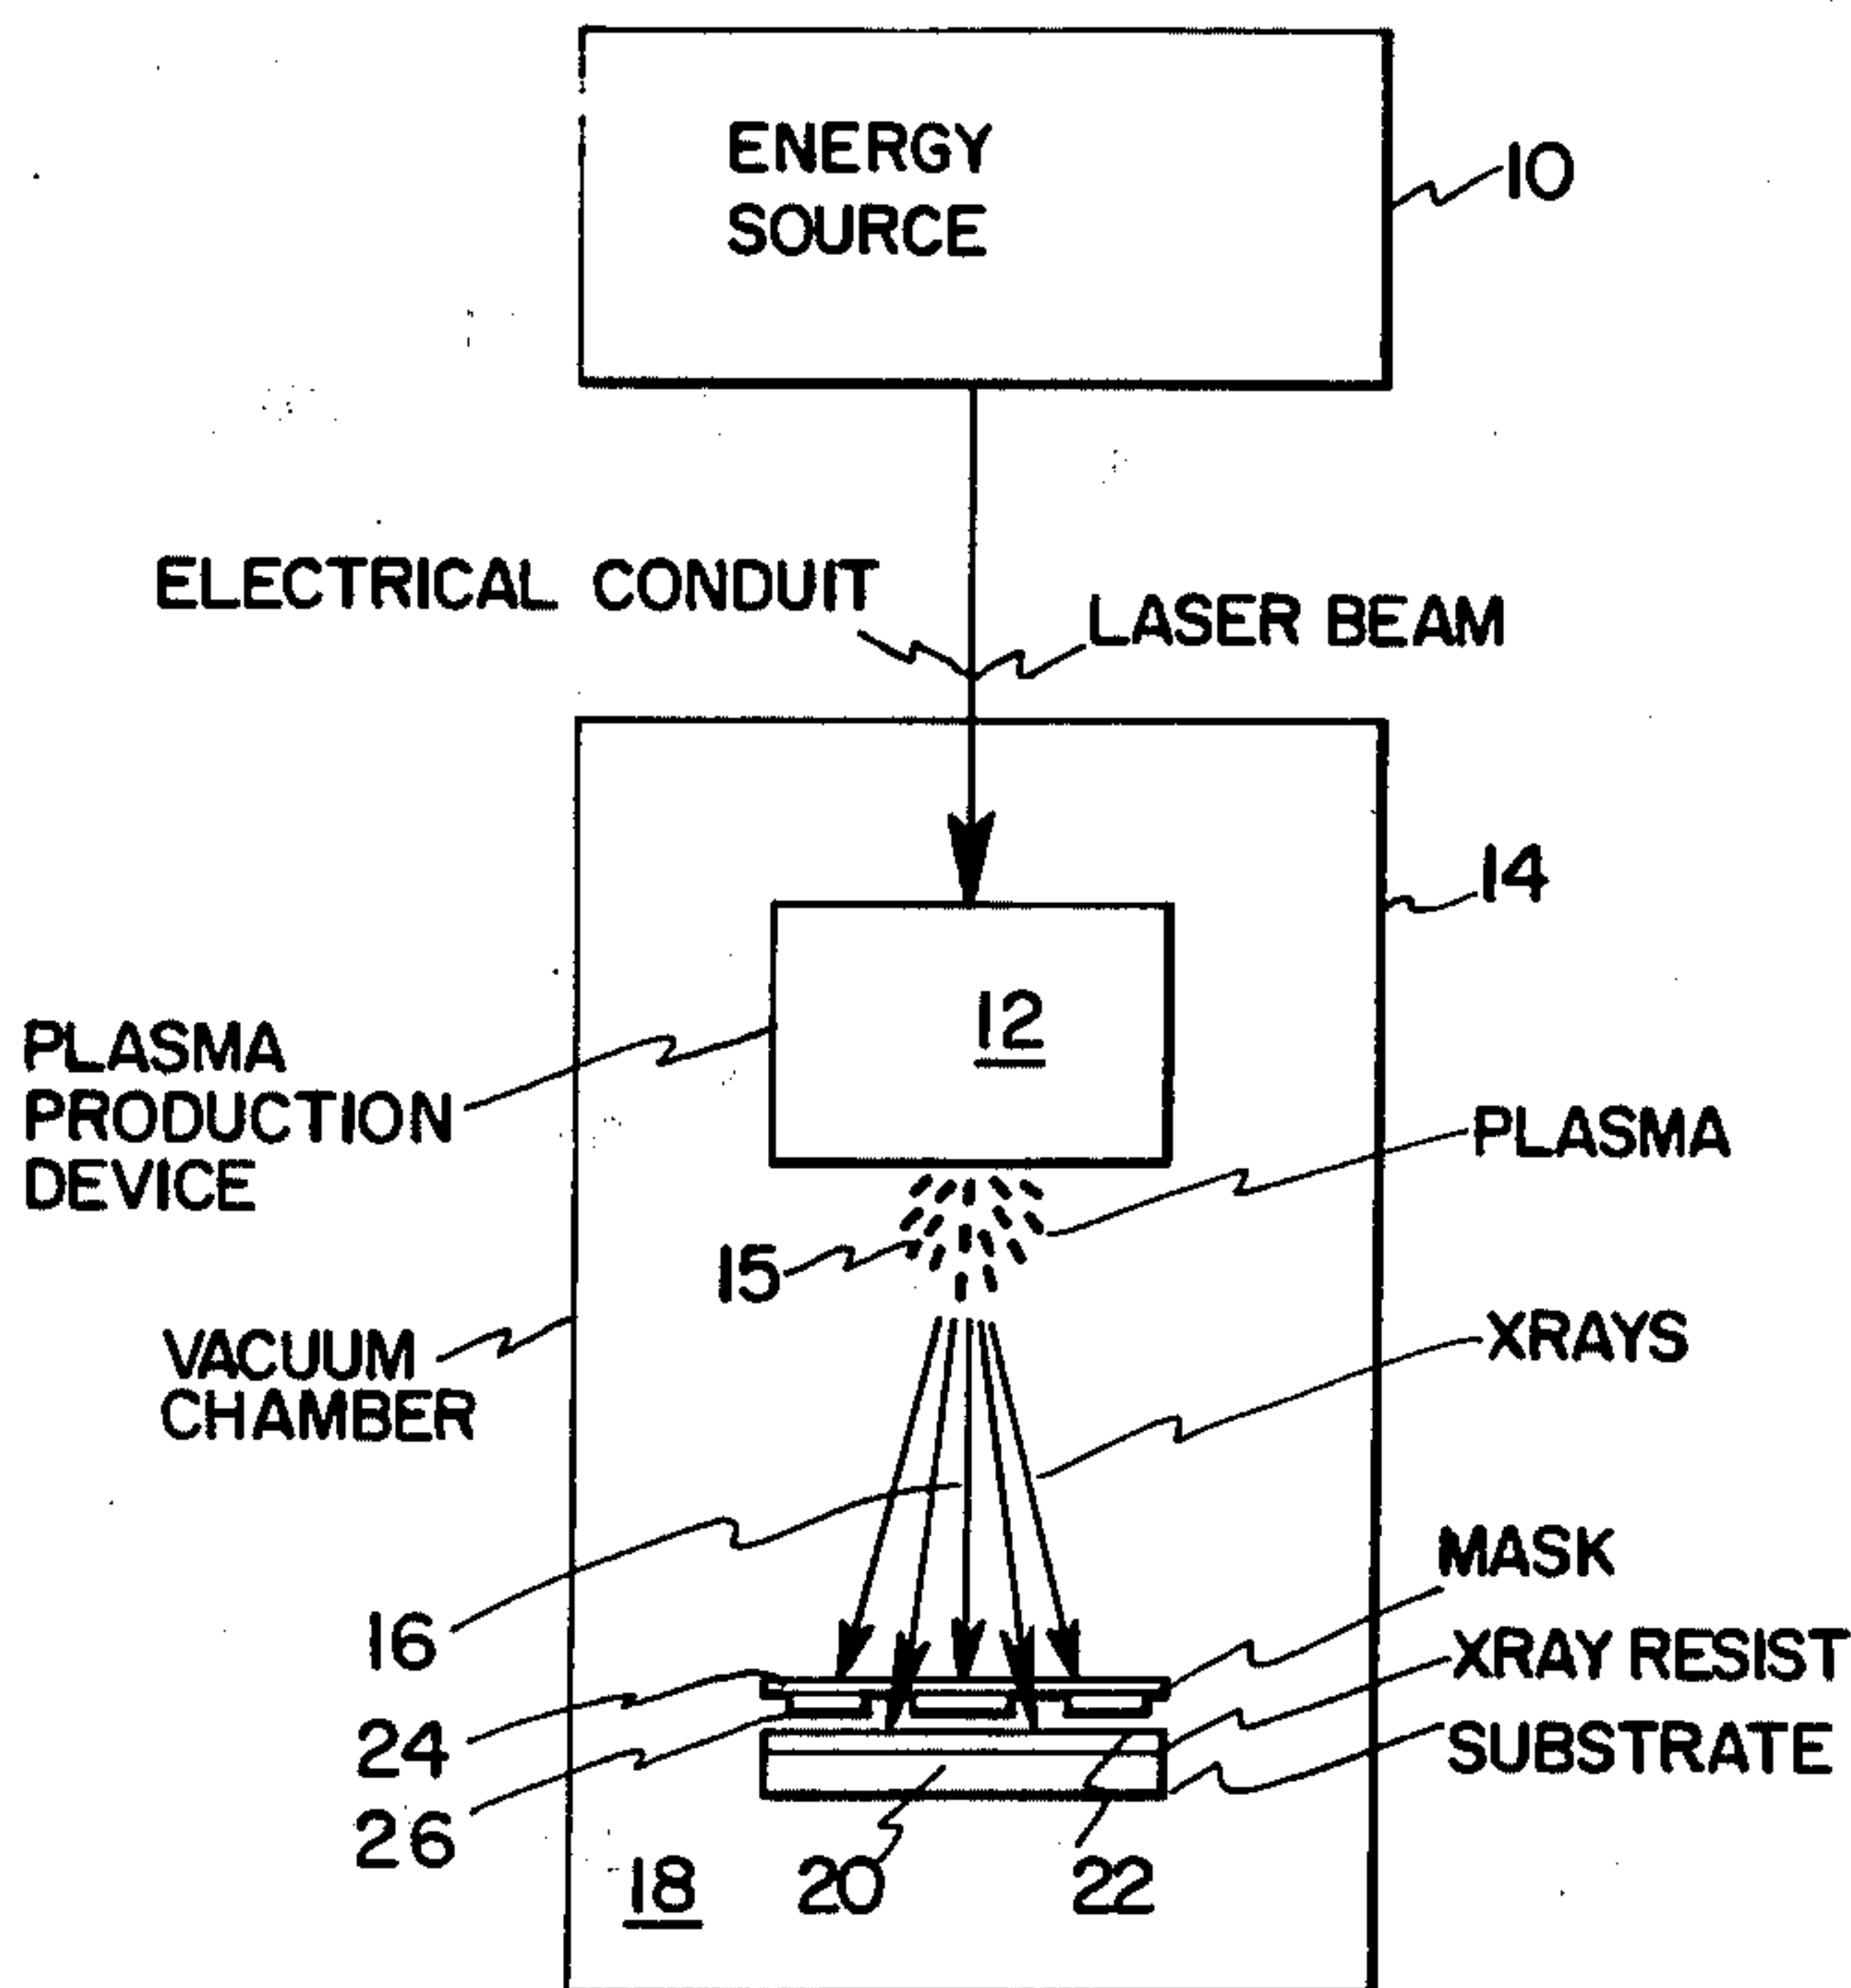 ENERGY
SOURCE
10
ELECTRICAL CONDUIT
LASER BEAM
14
12
PLASMA
PRODUCTION
DEVICE
PLASMA
15
VACUUM
CHAMBER
XRAYS
MASK
16
XRAY RESIST
24
SUBSTRATE
26
18
20
22